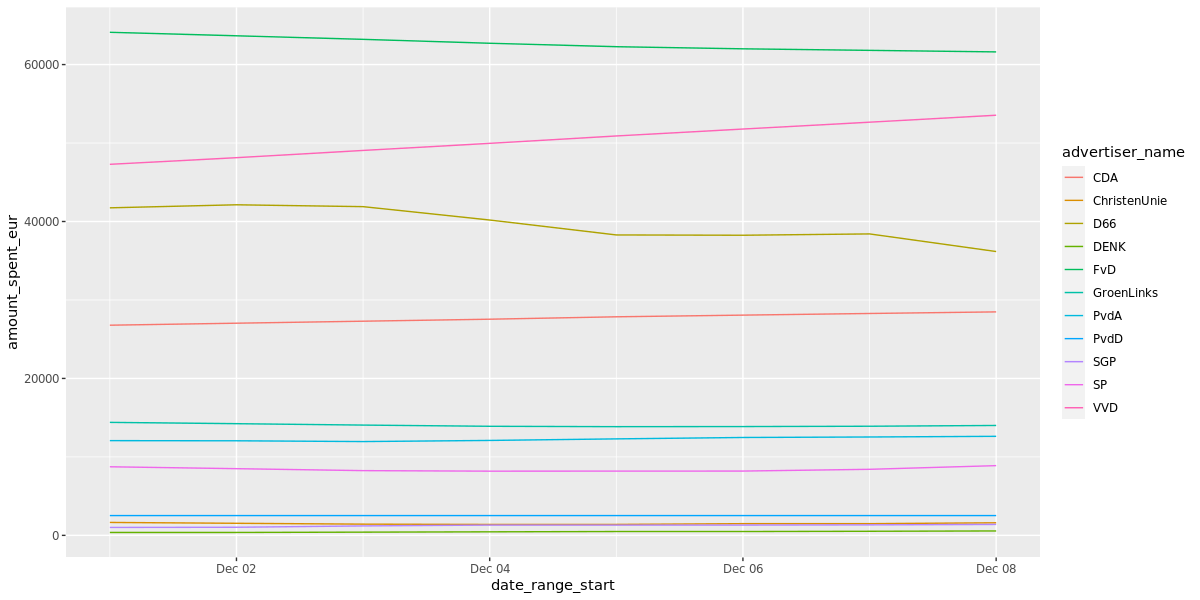 amount_spent_eur
60000
40000
20000
0
Dec 02
Dec 04
Dec 06
Dec 08
date_range_start
advertiser_name
CDA
ChristenUnie
D66
DENK
FvD
GroenLinks
PvdA
PvdD
SGP
SP
VVD